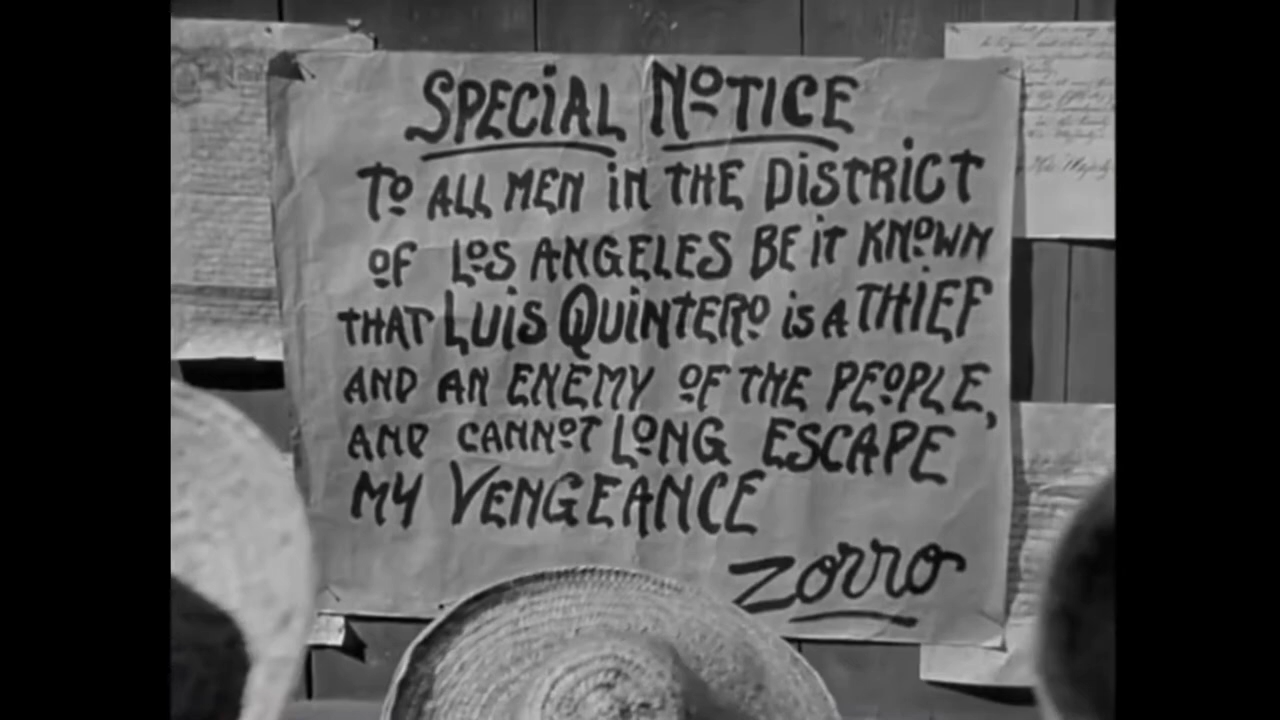 SPECiAL NOTiCE
TO ALL MEN iN THE DiSTRiCT
OF LOS ANGELES BE iT KNOWN
THAT LUiS QUiNTERO iS A THiEF
AND AN ENEMY OF THE PEOPLE,
AND CANNOT LONG ESCAPE
MY VENGEANCE
Zorro